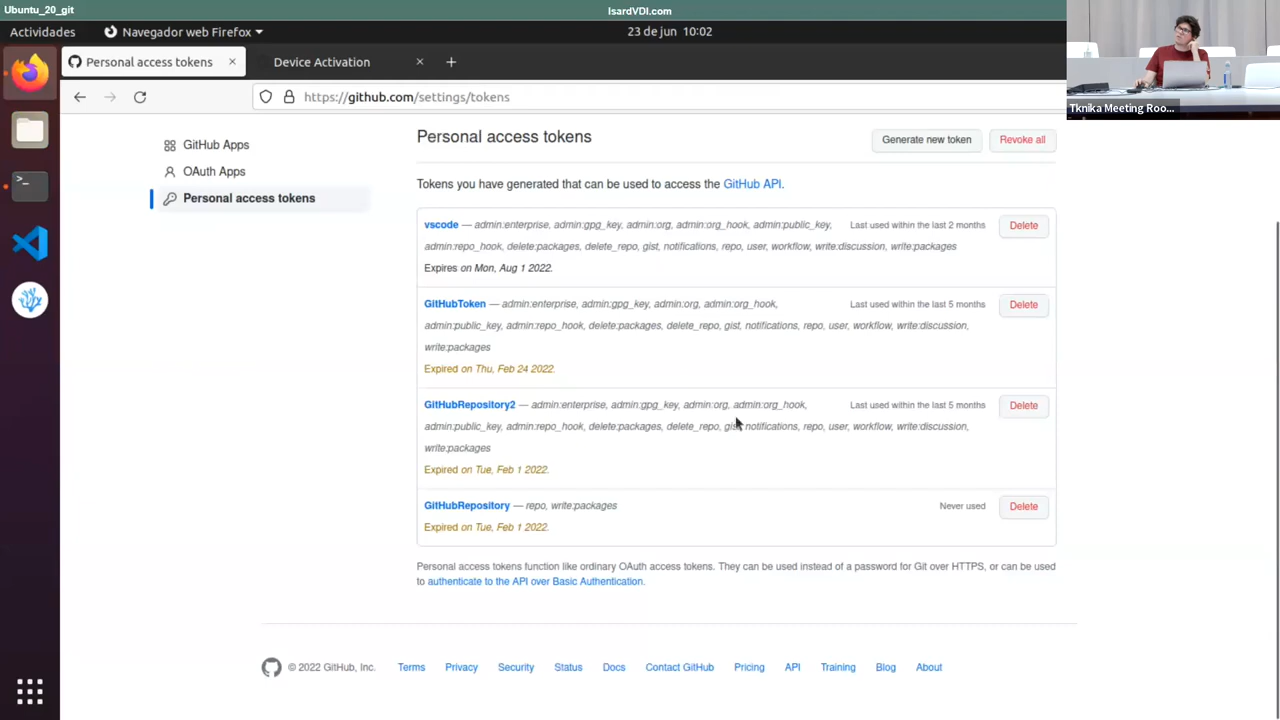 Ubuntu_20_git
IsardVDI.com
Actividades
Navegador web Firefox
23 de jun 10:02
Personal access tokens
Device Activation
https://github.com/settings/tokens
GitHub Apps
OAuth Apps
Personal access tokens
Personal access tokens
Generate new token
Revoke all
Tokens you have generated that can be used to access the GitHub API.
vscode — admin:enterprise, admin:gpg_key, admin:org, admin:org_hook, admin:public_key,
admin:repo_hook, delete:packages, delete_repo, gist, notifications, repo, user, workflow, write:discussion, write:packages
Expires on Mon, Aug 1 2022.
Last used within the last 2 months
Delete
GitHubToken — admin:enterprise, admin:gpg_key, admin:org, admin:org_hook,
admin:public_key, admin:repo_hook, delete:packages, delete_repo, gist, notifications, repo, user, workflow, write:discussion,
write:packages
Expired on Thu, Feb 24 2022.
Last used within the last 5 months
Delete
GitHubRepository2 — admin:enterprise, admin:gpg_key, admin:org, admin:org_hook,
admin:public_key, admin:repo_hook, delete:packages, delete_repo, gist, notifications, repo, user, workflow, write:discussion,
write:packages
Expired on Tue, Feb 1 2022.
Last used within the last 5 months
Delete
GitHubRepository — repo, write:packages
Expired on Tue, Feb 1 2022.
Never used
Delete
Personal access tokens function like ordinary OAuth access tokens. They can be used instead of a password for Git over HTTPS, or can be used
to authenticate to the API over Basic Authentication.
© 2022 GitHub, Inc.
Terms
Privacy
Security
Status
Docs
Contact GitHub
Pricing
API
Training
Blog
About
Tknika Meeting Roo...